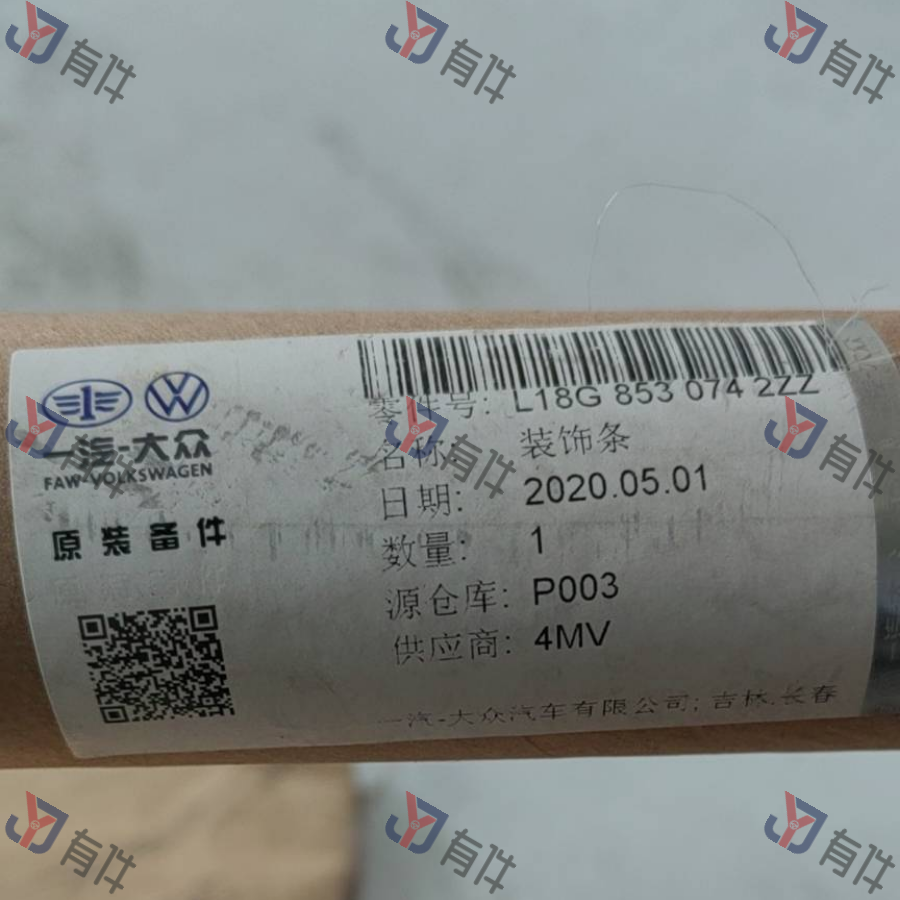 有件
有件
有件
一汽-大众
FAW-VOLKSWAGEN
原装备件
零件号: L18G 853 074 2ZZ
名称: 装饰条
日期: 2020.05.01
数量: 1
源仓库: P003
供应商: 4MV
一汽-大众汽车有限公司; 吉林.长春
有件
有件
有件
有件
有件
有件